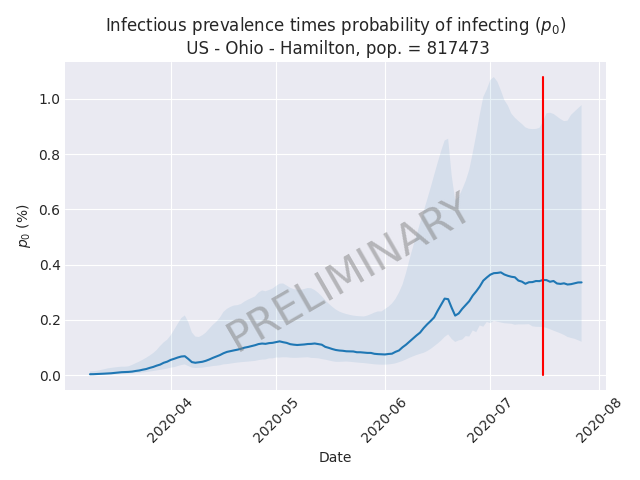 Infectious prevalence times probability of infecting (p₀)
US - Ohio - Hamilton, pop. = 817473
p₀ (%)
1.0
0.8
0.6
0.4
0.2
0.0
PRELIMINARY
2020-04
2020-05
2020-06
2020-07
2020-08
Date